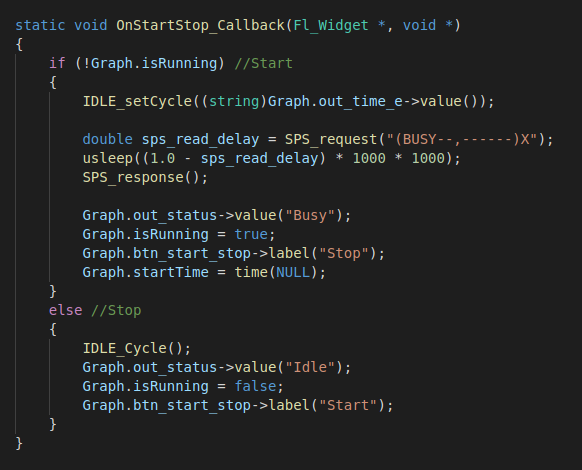 static void OnStartStop_Callback(Fl_Widget *, void *)
{
    if (!Graph.isRunning) //Start
    {
        IDLE_setCycle((string)Graph.out_time_e->value());

        double sps_read_delay = SPS_request("(BUSY--,------)X");
        usleep((1.0 - sps_read_delay) * 1000 * 1000);
        SPS_response();

        Graph.out_status->value("Busy");
        Graph.isRunning = true;
        Graph.btn_start_stop->label("Stop");
        Graph.startTime = time(NULL);
    }
    else //Stop
    {
        IDLE_Cycle();
        Graph.out_status->value("Idle");
        Graph.isRunning = false;
        Graph.btn_start_stop->label("Start");
    }
}